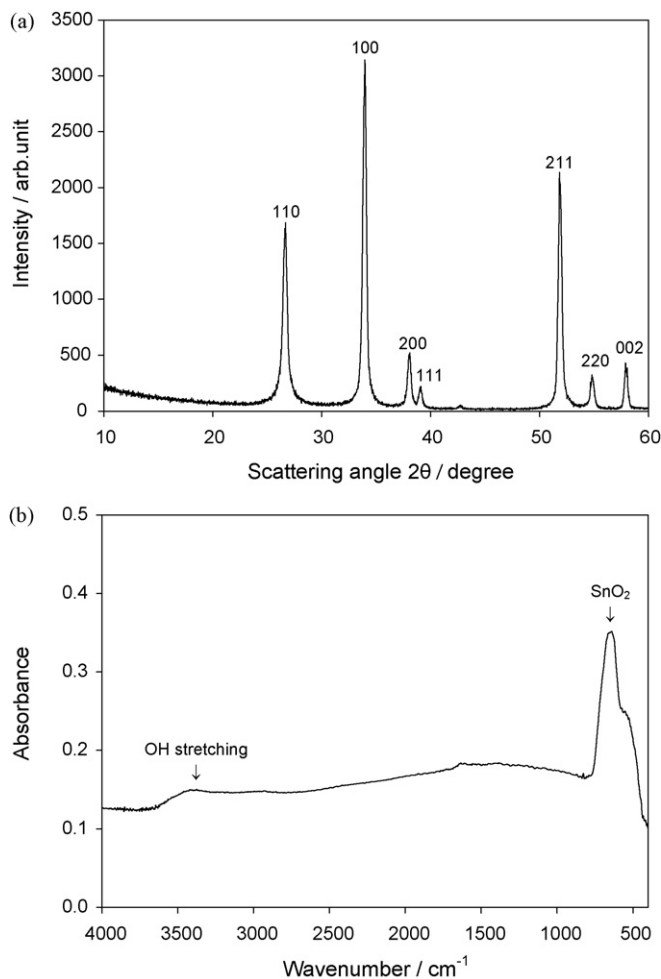 (a)
3500
3000
2500
2000
1500
1000
500
0
Intensity / arb.unit
110
100
200
111
211
220
002
10 20 30 40 50 60
Scattering angle 2θ / degree
(b)
0.5
0.4
0.3
0.2
0.1
0.0
Absorbance
OH stretching
↓
SnO₂
↓
4000 3500 3000 2500 2000 1500 1000 500
Wavenumber / cm⁻¹